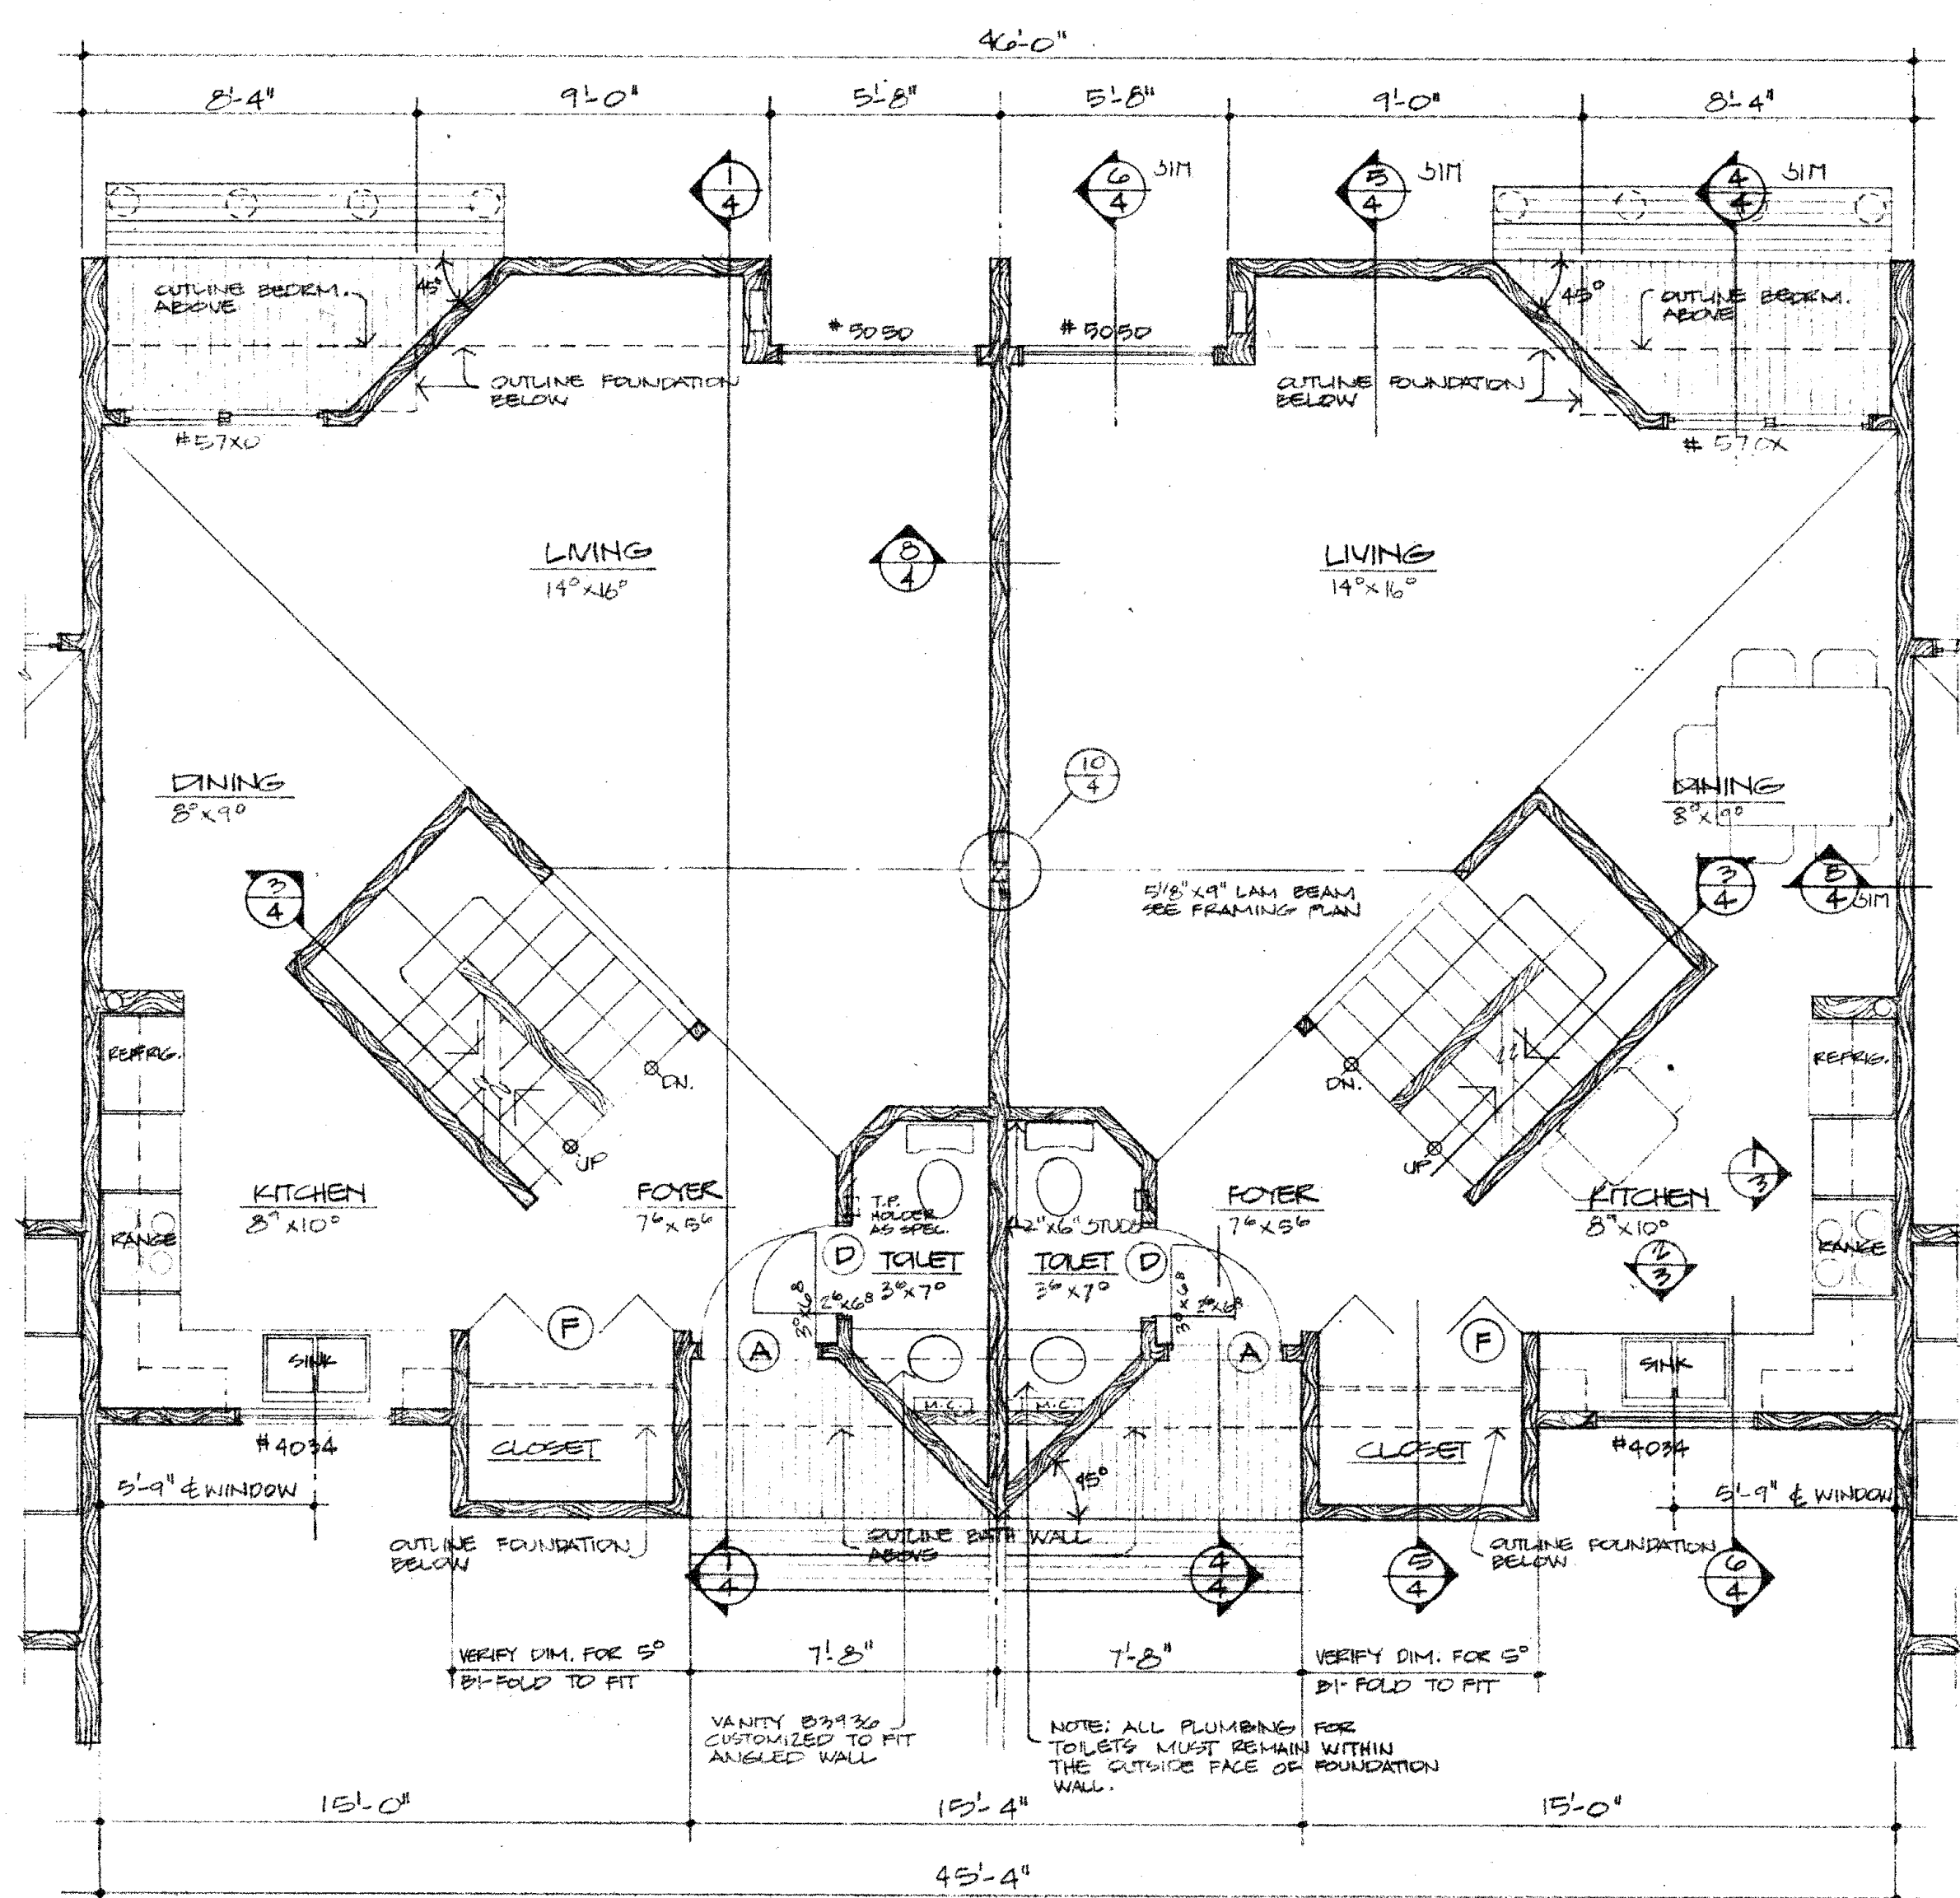 46'-0"
8'-4" 9'-0" 5'-8" 5'-8" 9'-0" 8'-4"
1 6 SIM 5 SIM 4 SIM
4 4 4 4
45° 45°
OUTLINE BEDRM. OUTLINE BEDRM.
ABOVE ABOVE
#5050 #5050
OUTLINE FOUNDATION OUTLINE FOUNDATION
BELOW BELOW
#57X0 #570X
LIVING 8 LIVING
14⁰x16⁰ 4 14⁰x16⁰
10
4
DINING DINING
8⁰x9⁰ 8⁰x9⁰
3 5 1/8"x9" LAM BEAM 3 8
4 SEE FRAMING PLAN 4 4 SIM
REFRIG. REFRIG.
DN. DN.
UP UP
1
3
KITCHEN FOYER FOYER KITCHEN
8⁹x10⁰ 7⁶x5⁶ 7⁶x5⁶ 8⁹x10⁰
T.P.
HOLDER
AS SPEC.
2"x6" STUDS
RANGE D TOILET TOILET D RANGE
3⁶x7⁰ 3⁶x7⁰
2
3
2⁶x6⁸ 2⁶x6⁸
3⁰x6⁸ 3⁰x6⁸
F F
SINK A A SINK
M.C. M.C.
#4034 CLOSET CLOSET #4034
45°
5'-9" ℄ WINDOW 5'-9" ℄ WINDOW
OUTLINE FOUNDATION OUTLINE BATH WALL OUTLINE FOUNDATION
BELOW ABOVE BELOW
1 4 5 6
4 4 4 4
VERIFY DIM. FOR 5⁰ 7'-8" 7'-8" VERIFY DIM. FOR 5⁰
BI-FOLD TO FIT BI-FOLD TO FIT
VANITY B3936
CUSTOMIZED TO FIT
ANGLED WALL
NOTE: ALL PLUMBING FOR
TOILETS MUST REMAIN WITHIN
THE OUTSIDE FACE OF FOUNDATION
WALL.
15'-0" 15'-4" 15'-0"
45'-4"